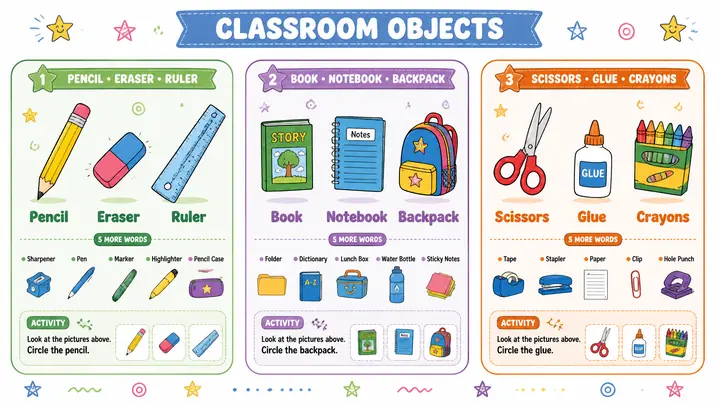 CLASSROOM OBJECTS
1 PENCIL • ERASER • RULER
Pencil Eraser Ruler
5 MORE WORDS
Sharpener Pen Marker Highlighter Pencil Case
ACTIVITY
Look at the pictures above.
Circle the pencil.
2 BOOK • NOTEBOOK • BACKPACK
STORY
Notes
Book Notebook Backpack
5 MORE WORDS
Folder Dictionary Lunch Box Water Bottle Sticky Notes
A-Z
ACTIVITY
Look at the pictures above.
Circle the backpack.
STORY
Notes
3 SCISSORS • GLUE • CRAYONS
GLUE
Scissors Glue Crayons
5 MORE WORDS
Tape Stapler Paper Clip Hole Punch
ACTIVITY
Look at the pictures above.
Circle the glue.
GLUE